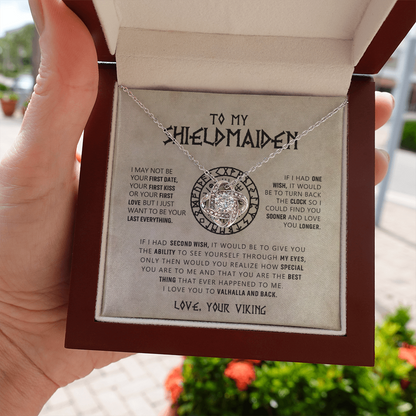 TO MY
SHIELDMAIDEN
I MAY NOT BE
YOUR FIRST DATE,
YOUR FIRST KISS
OR YOUR FIRST
LOVE BUT I JUST
WANT TO BE YOUR
LAST EVERYTHING.
IF I HAD ONE
WISH, IT WOULD
BE TO TURN BACK
THE CLOCK SO I
COULD FIND YOU
SOONER AND LOVE
YOU LONGER.
IF I HAD SECOND WISH, IT WOULD BE TO GIVE YOU
THE ABILITY TO SEE YOURSELF THROUGH MY EYES,
ONLY THEN WOULD YOU REALIZE HOW SPECIAL
YOU ARE TO ME AND THAT YOU ARE THE BEST
THING THAT EVER HAPPENED TO ME
I LOVE YOU TO VALHALLA AND BACK.
LOVE, YOUR VIKING